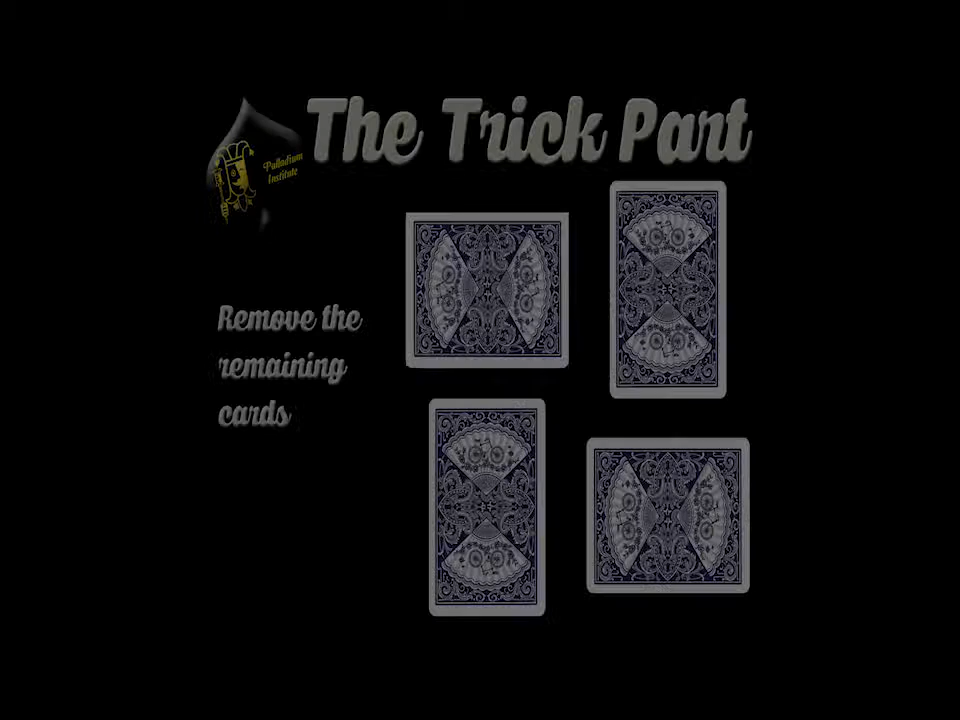 The Trick Part
Palladium
Institute
Remove the
remaining
cards